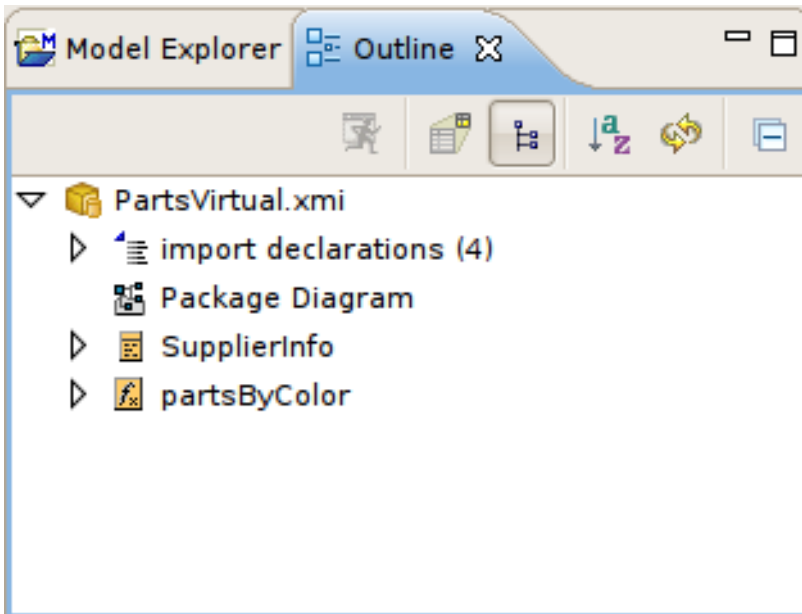 Model Explorer Outline
PartsVirtual.xmi
import declarations (4)
Package Diagram
SupplierInfo
partsByColor